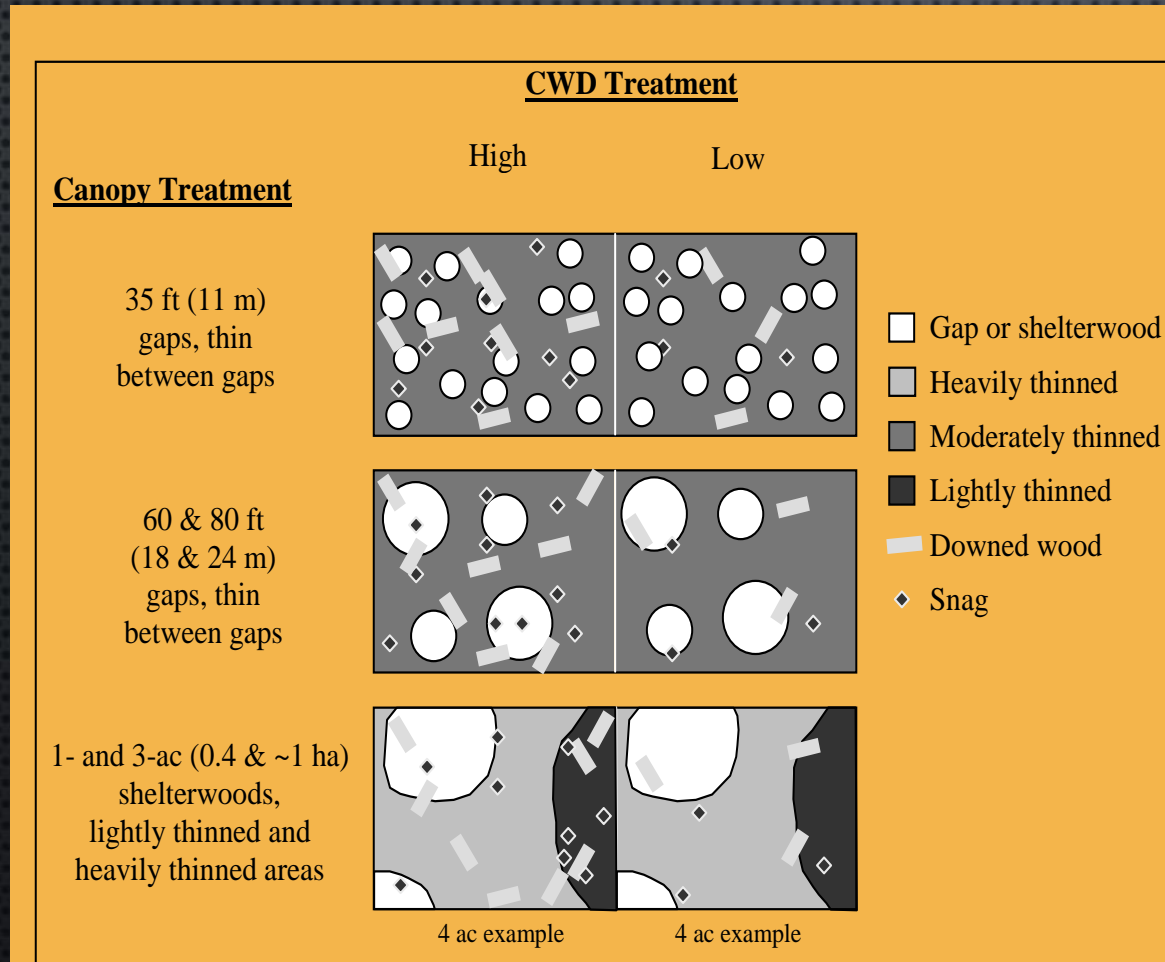 CWD Treatment
High
Low
Canopy Treatment
35 ft (11 m)
gaps, thin
between gaps
60 & 80 ft
(18 & 24 m)
gaps, thin
between gaps
1- and 3-ac (0.4 & ~1 ha)
shelterwoods,
lightly thinned and
heavily thinned areas
Gap or shelterwood
Heavily thinned
Moderately thinned
Lightly thinned
Downed wood
Snag
4 ac example
4 ac example